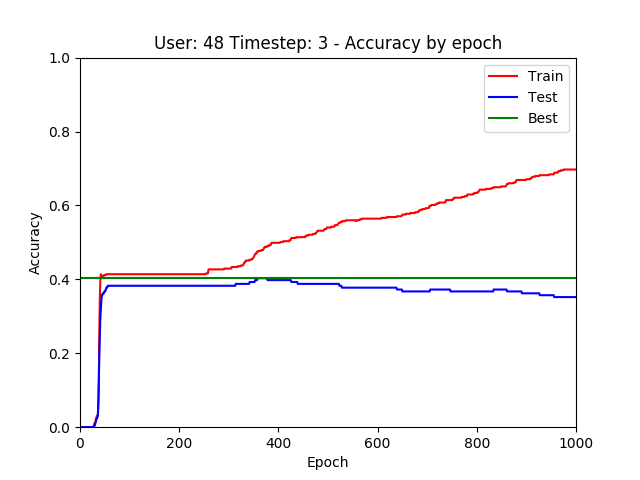 User: 48 Timestep: 3 - Accuracy by epoch
1.0
0.8
0.6
0.4
0.2
0.0
Accuracy
Train
Test
Best
0 200 400 600 800 1000
Epoch